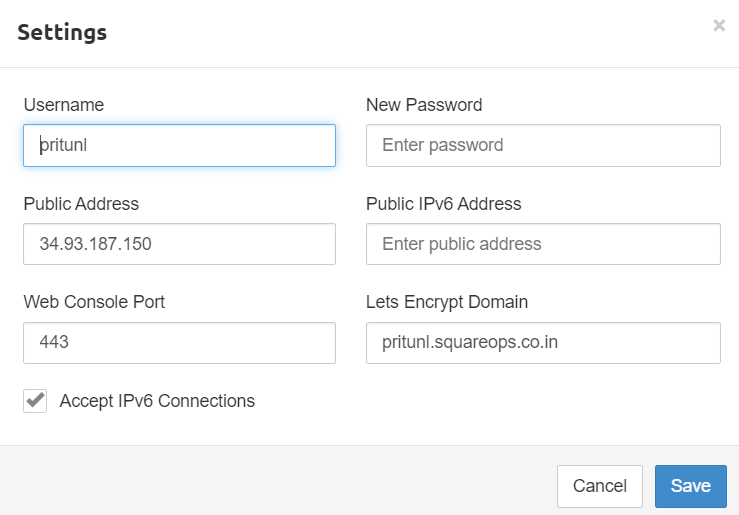 Settings
×
Username
New Password
pritunl
Enter password
Public Address
Public IPv6 Address
34.93.187.150
Enter public address
Web Console Port
Lets Encrypt Domain
443
pritunl.squareops.co.in
Accept IPv6 Connections
Cancel
Save